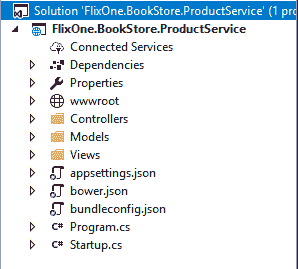 Solution 'FlixOne.BookStore.ProductService' (1 pro
FlixOne.BookStore.ProductService
Connected Services
Dependencies
Properties
wwwroot
Controllers
Models
Views
appsettings.json
bower.json
bundleconfig.json
C# Program.cs
C# Startup.cs